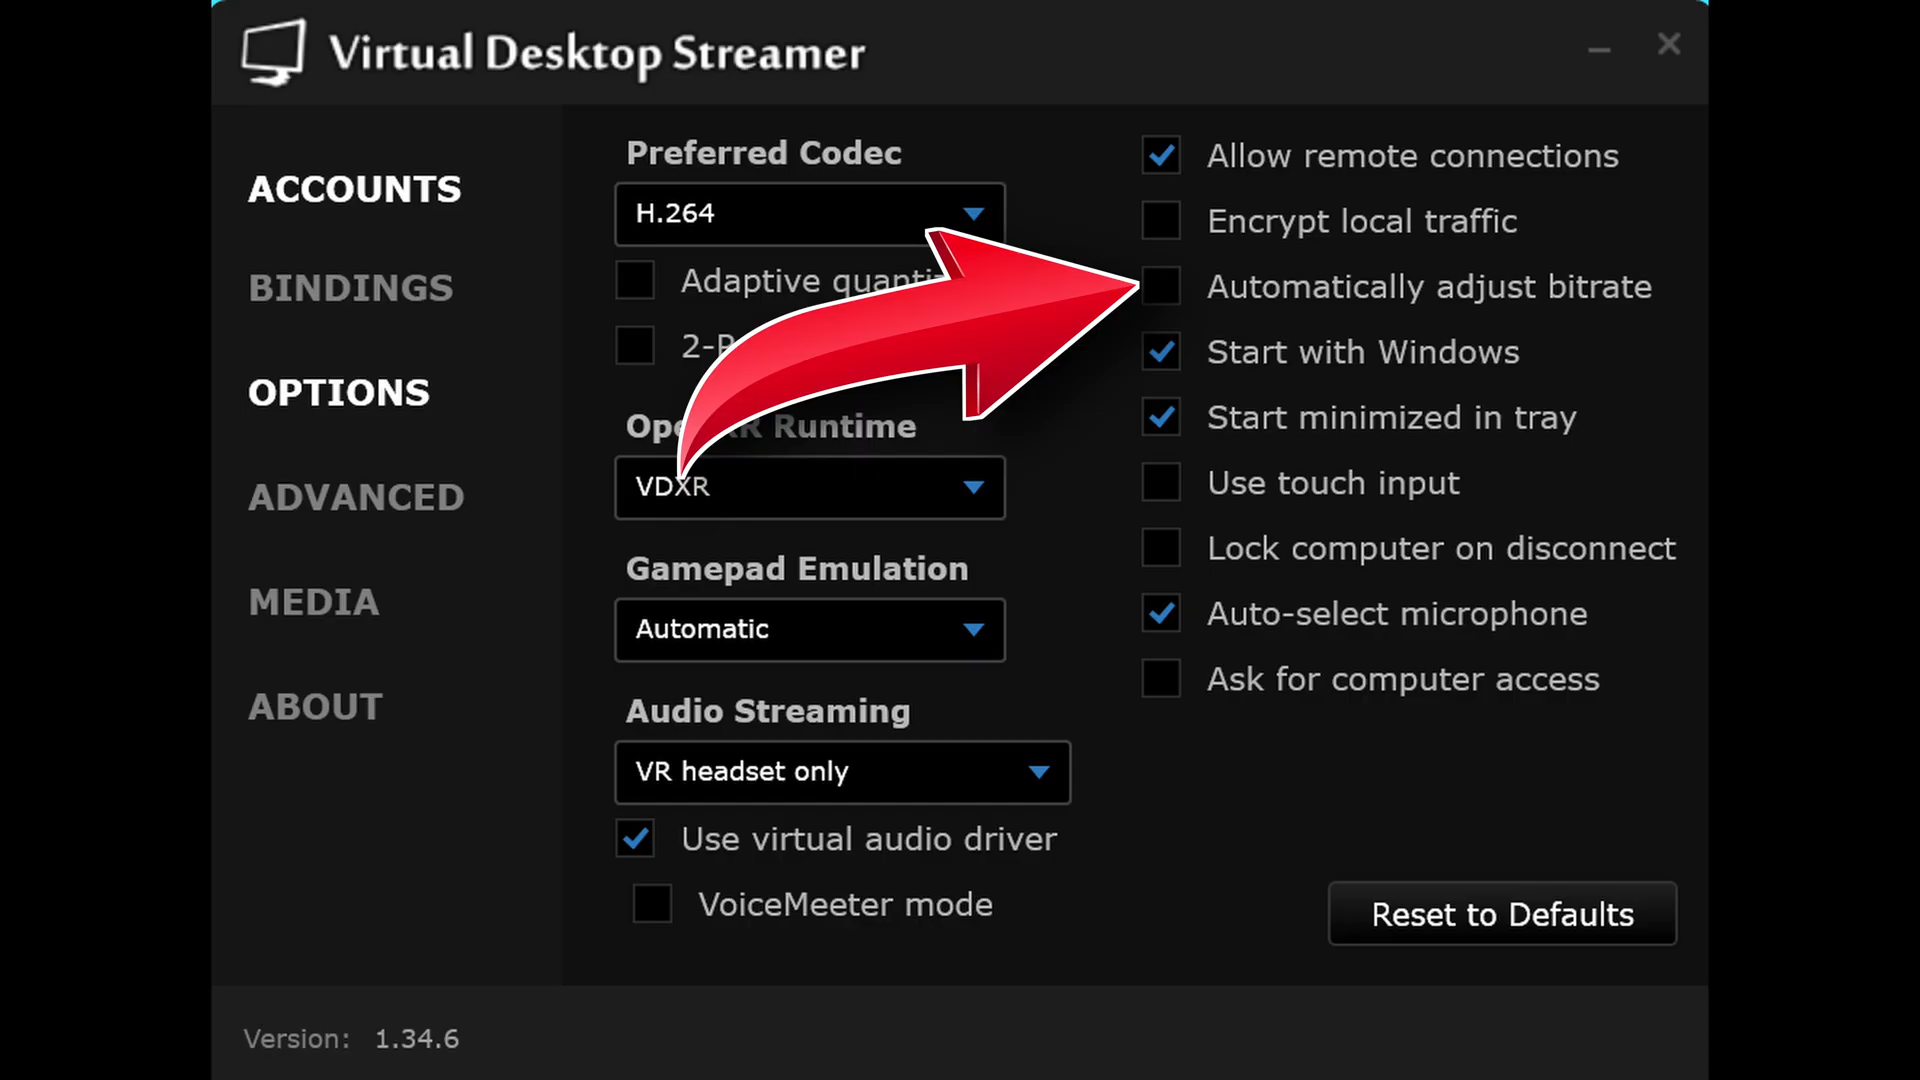 Virtual Desktop Streamer
ACCOUNTS
BINDINGS
OPTIONS
ADVANCED
MEDIA
ABOUT
Preferred Codec
H.264
Adaptive
2-
Runtime
VDXR
Gamepad Emulation
Automatic
Audio Streaming
VR headset only
Use virtual audio driver
VoiceMeeter mode
Allow remote connections
Encrypt local traffic
Automatically adjust bitrate
Start with Windows
Start minimized in tray
Use touch input
Lock computer on disconnect
Auto-select microphone
Ask for computer access
Reset to Defaults
Version: 1.34.6